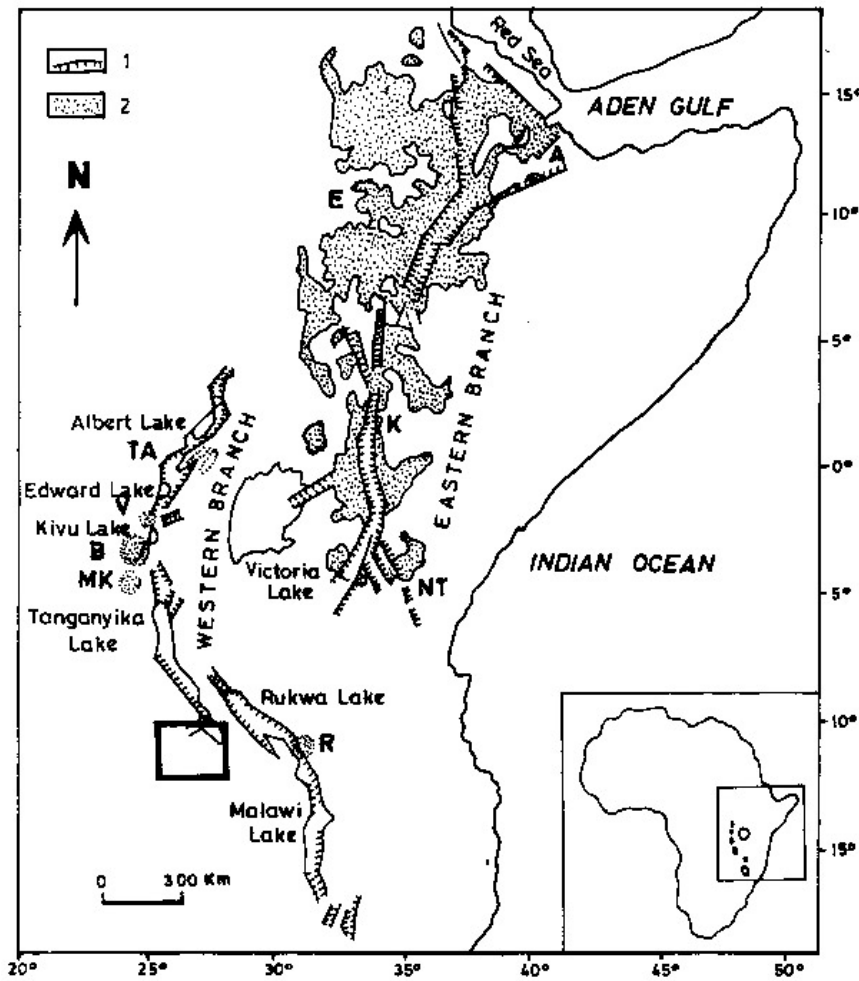 1
2
N
Red Sea
ADEN GULF
A
E
15°
10°
5°
0°
5°
10°
15°
Albert Lake
TA
Edward Lake
V
Kivu Lake
B
MK
Tanganyika
Lake
WESTERN BRANCH
Victoria
Lake
K
EASTERN BRANCH
NT
INDIAN OCEAN
Rukwa Lake
R
Malawi
Lake
0 300 Km
20° 25° 30° 35° 40° 45° 50°